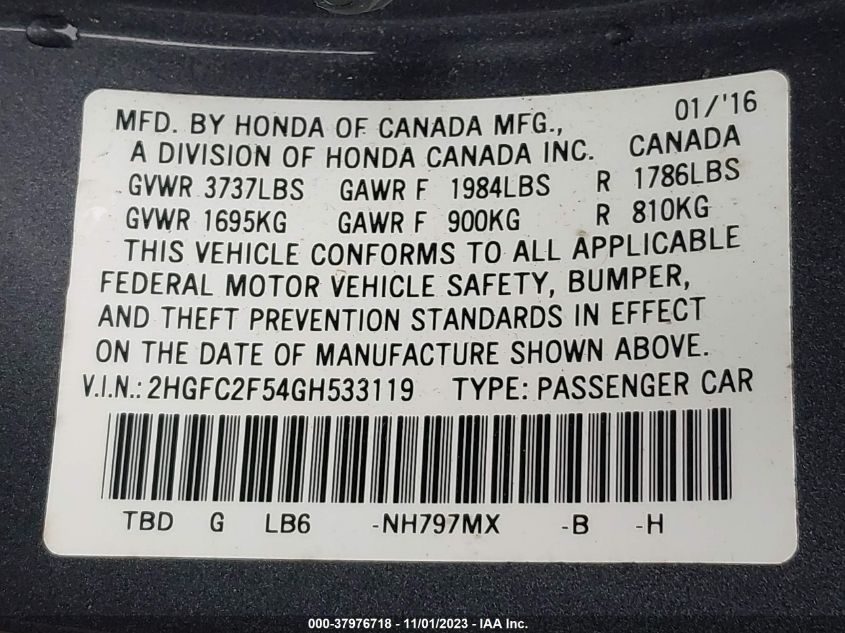 MFD. BY HONDA OF CANADA MFG., 01/'16
A DIVISION OF HONDA CANADA INC. CANADA
GVWR 3737LBS GAWR F 1984LBS R 1786LBS
GVWR 1695KG GAWR F 900KG R 810KG
THIS VEHICLE CONFORMS TO ALL APPLICABLE
FEDERAL MOTOR VEHICLE SAFETY, BUMPER,
AND THEFT PREVENTION STANDARDS IN EFFECT
ON THE DATE OF MANUFACTURE SHOWN ABOVE.
V.I.N.: 2HGFC2F54GH533119 TYPE: PASSENGER CAR
TBD G LB6 -NH797MX -B -H
000-37976718 - 11/01/2023 - IAA Inc.